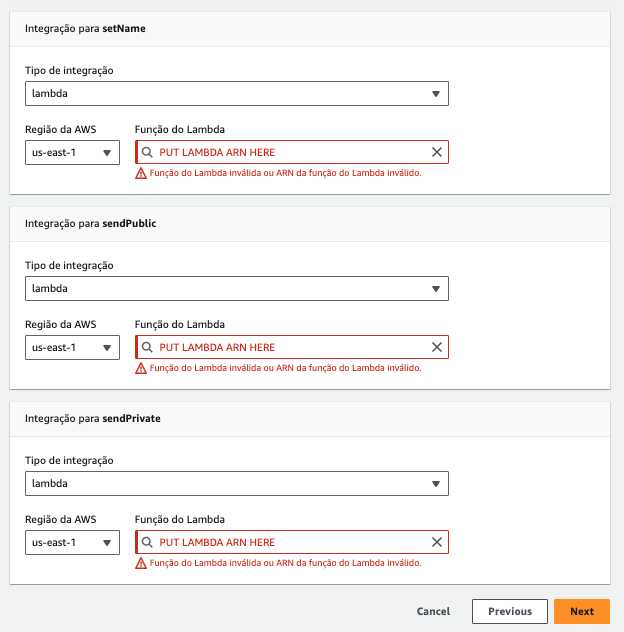 Integração para setName
Tipo de integração
lambda
Região da AWS Função do Lambda
us-east-1 PUT LAMBDA ARN HERE
Função do Lambda inválida ou ARN da função do Lambda inválido.
Integração para sendPublic
Tipo de integração
lambda
Região da AWS Função do Lambda
us-east-1 PUT LAMBDA ARN HERE
Função do Lambda inválida ou ARN da função do Lambda inválido.
Integração para sendPrivate
Tipo de integração
lambda
Região da AWS Função do Lambda
us-east-1 PUT LAMBDA ARN HERE
Função do Lambda inválida ou ARN da função do Lambda inválido.
Cancel Previous Next